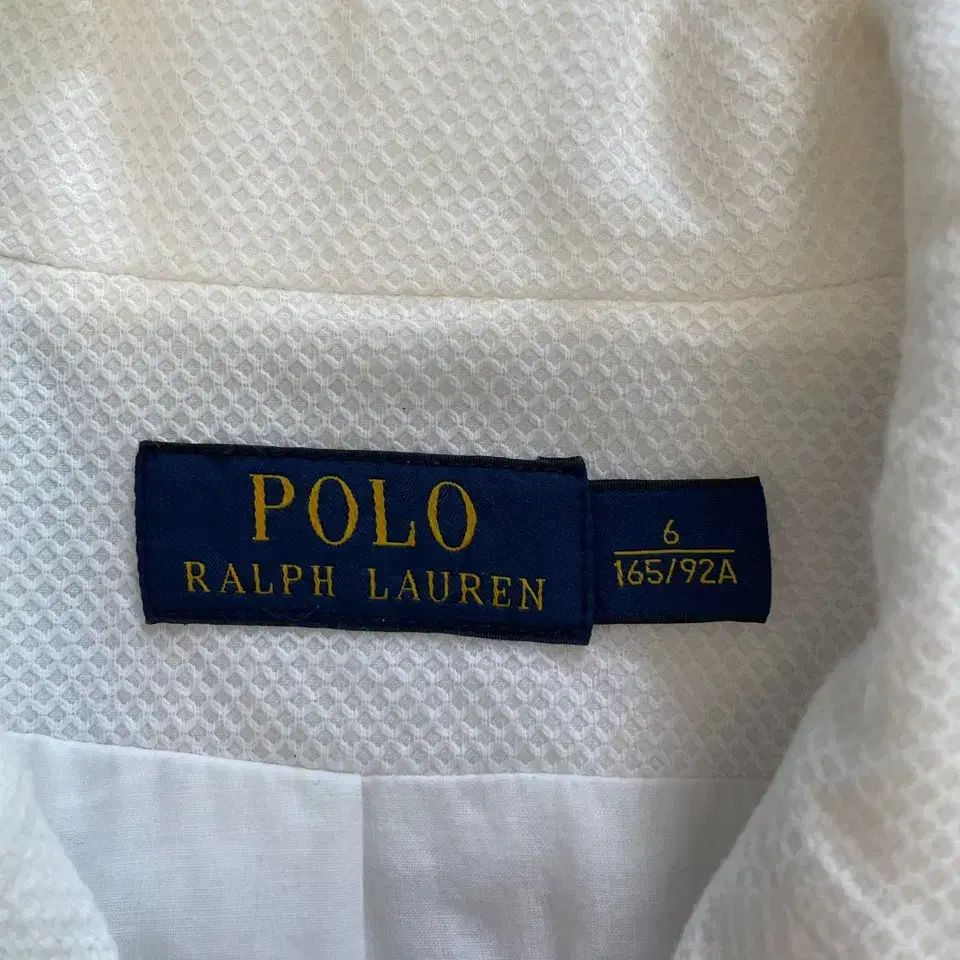 POLO
RALPH LAUREN
6
165/92A